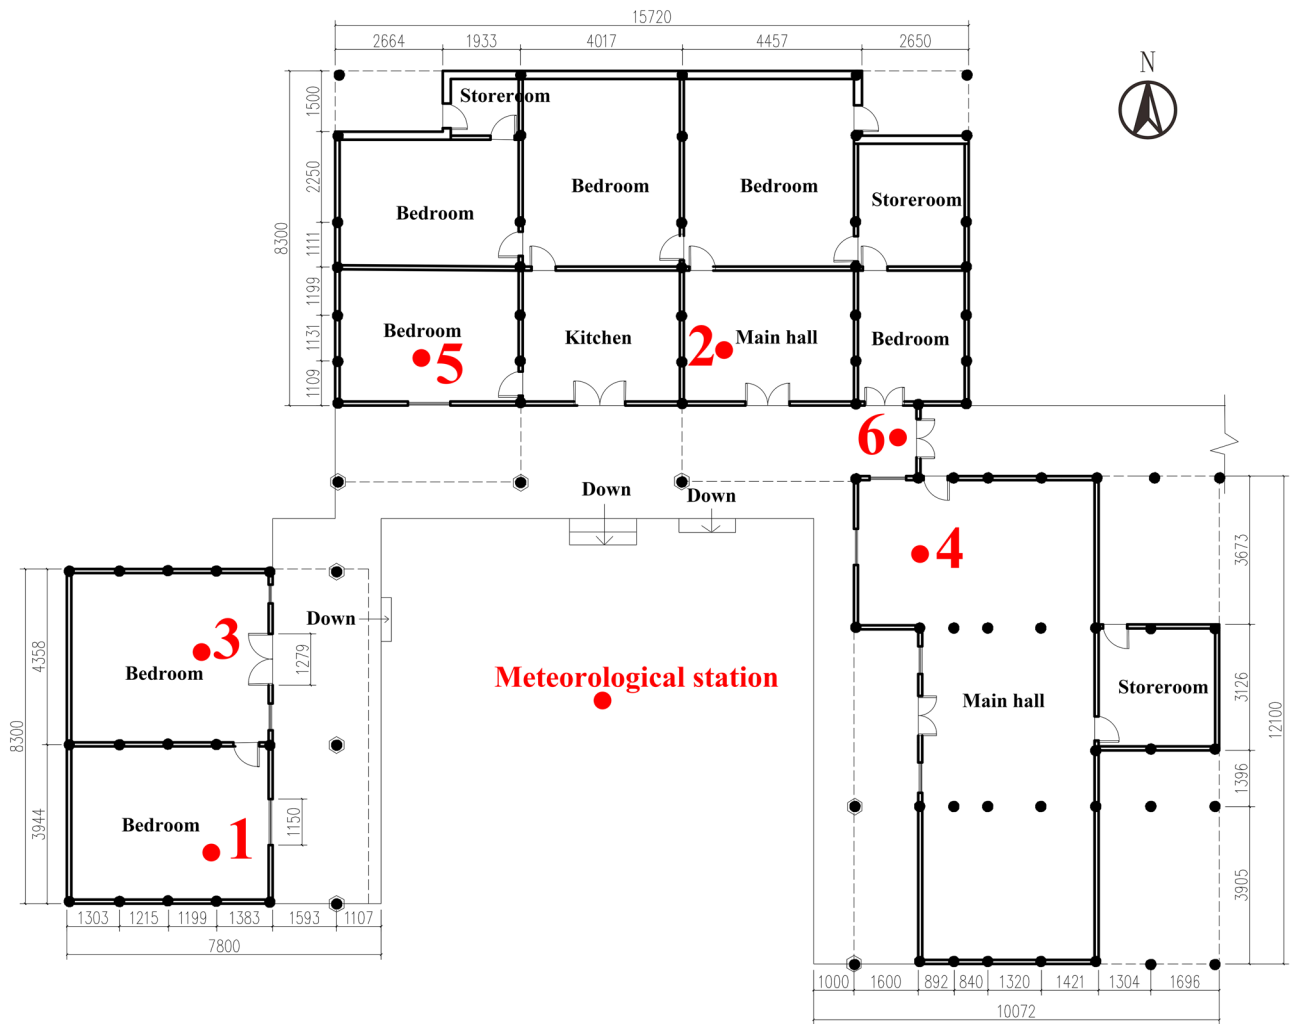 15720
2664 1933 4017 4457 2650
N
Storeroom
1500
Bedroom Bedroom
Storeroom
Bedroom
2250
8300
1111
1199
Bedroom
Kitchen
2
Main hall
Bedroom
1131
5
1109
6
Down
Down
4
3673
Down
3
Bedroom
4358
1279
Meteorological station
Main hall
Storeroom
3126
12100
8300
1396
Bedroom
1
1150
3944
3905
1303 1215 1199 1383 1593 1107
7800
1000 1600 892 840 1320 1421 1304 1696
10072